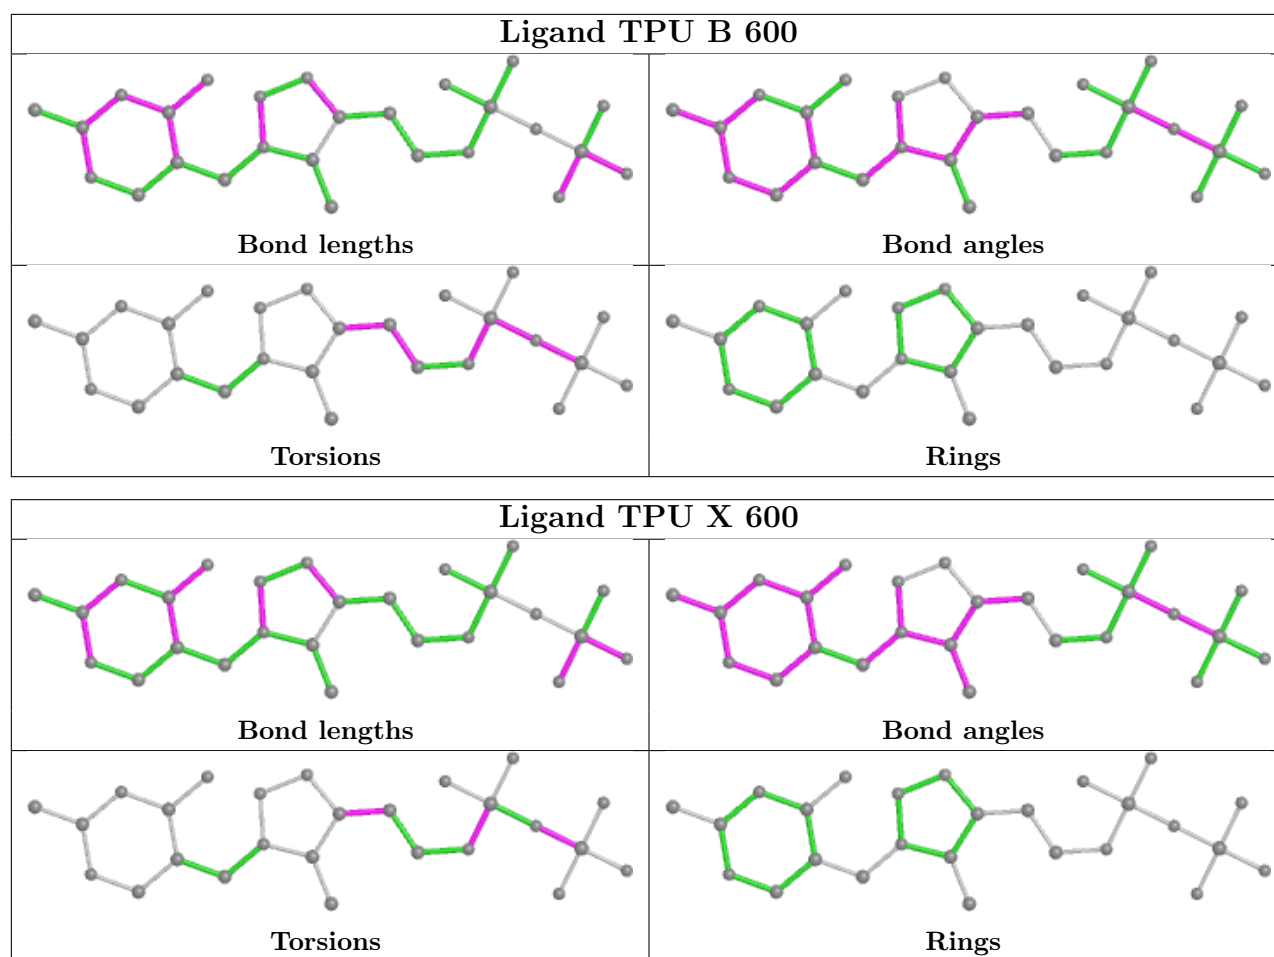 Ligand TPU B 600
Bond lengths
Bond angles
Torsions
Rings
Ligand TPU X 600
Bond lengths
Bond angles
Torsions
Rings